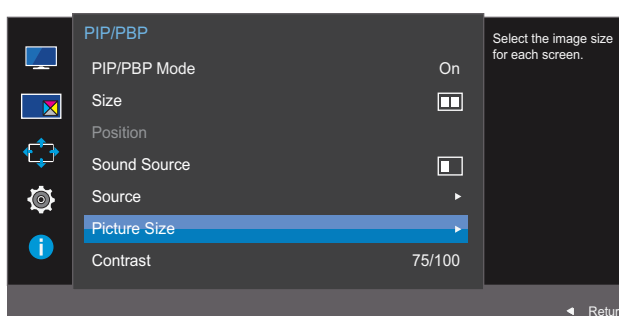 PIP/PBP
PIP/PBP Mode On
Size
Position
Sound Source
Source
Picture Size
Contrast 75/100
Select the image size
for each screen.
Retur